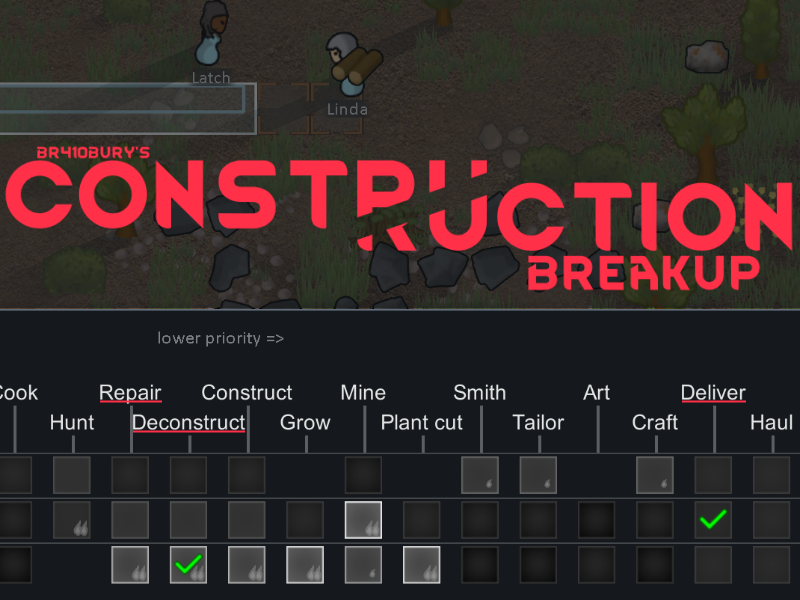 Latch
Linda
BR410BURY'S
CONSTRUCTION
BREAKUP
lower priority =>
Cook Repair Construct Mine Smith Art Deliver
Hunt Deconstruct Grow Plant cut Tailor Craft Haul